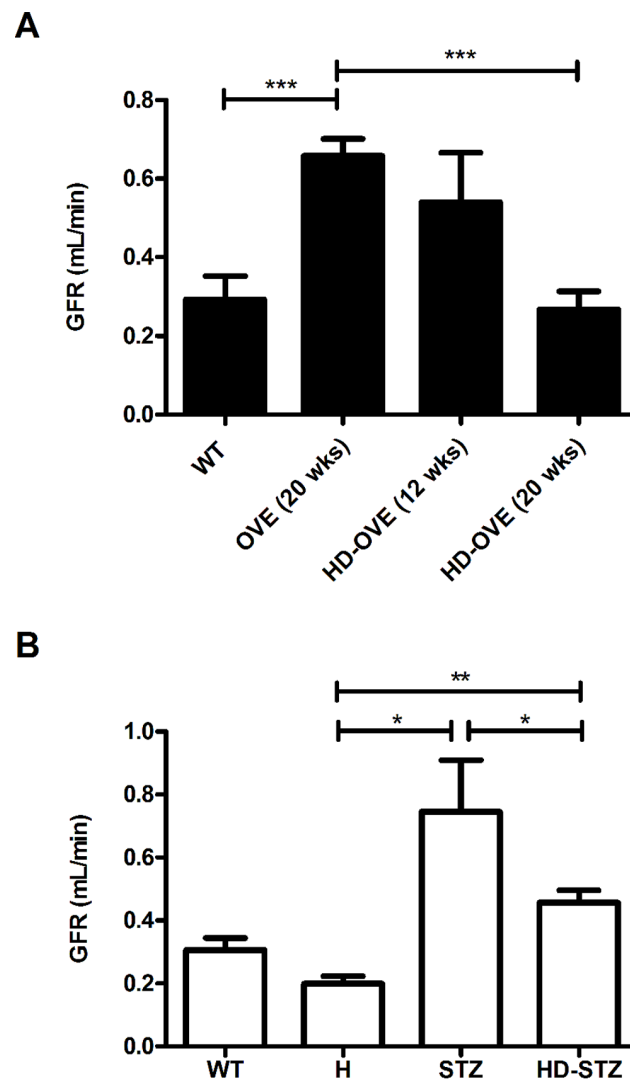 A
*** ***
GFR (mL/min)
0.8
0.6
0.4
0.2
0.0
WT
OVE (20 wks)
HD-OVE (12 wks)
HD-OVE (20 wks)
B
**
* *
GFR (mL/min)
1.0
0.8
0.6
0.4
0.2
0.0
WT H STZ HD-STZ